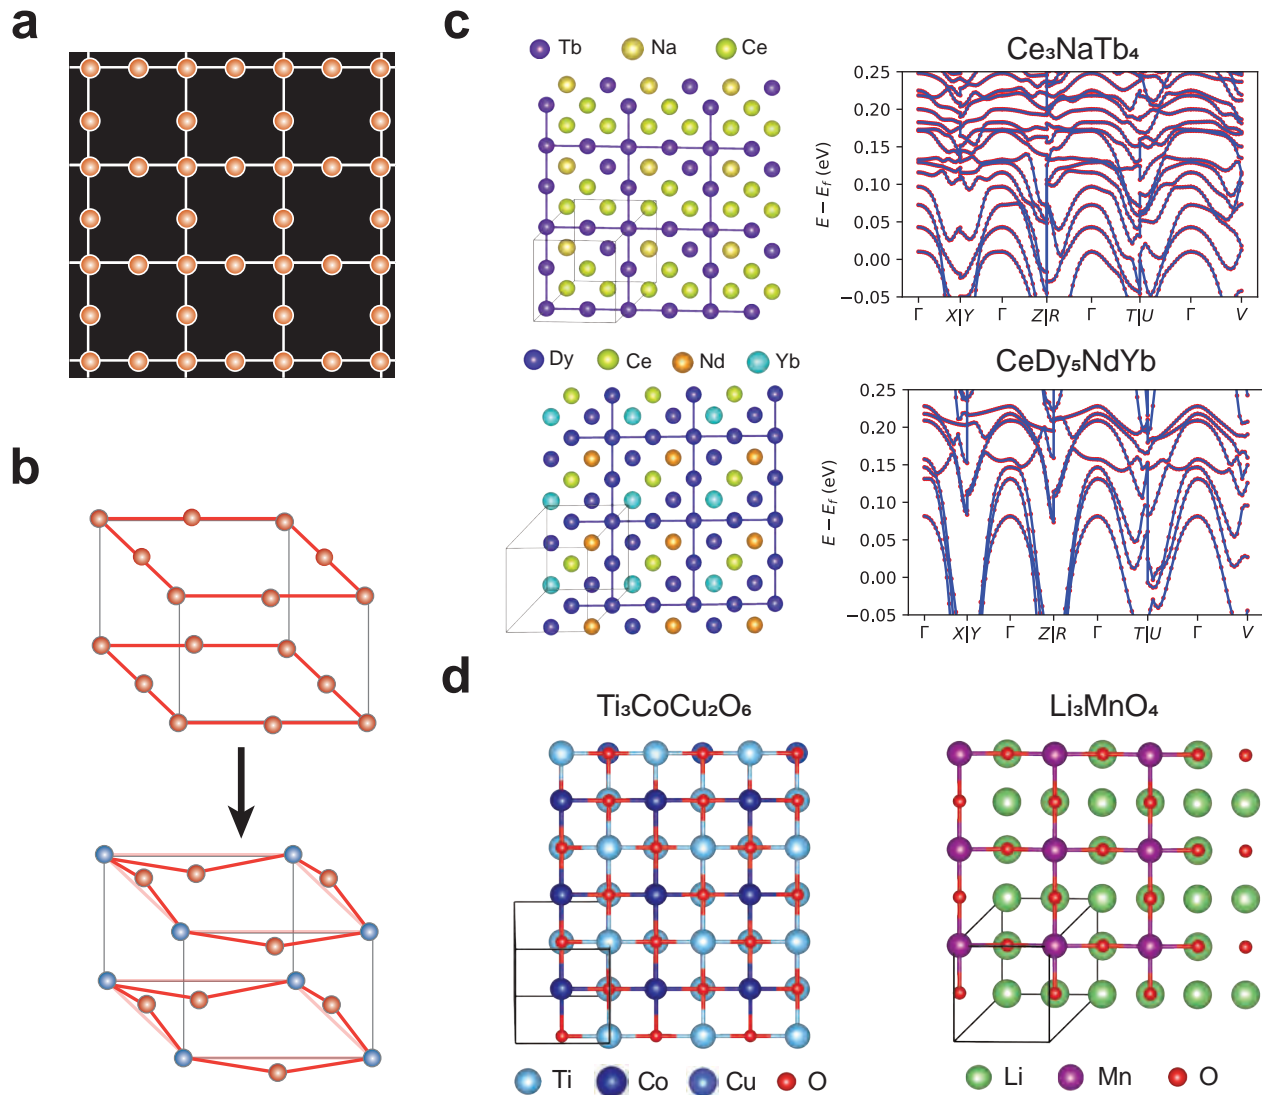 a
b
c
Tb Na Ce
Ce₃NaTb₄
0.25
0.20
0.15
0.10
0.05
0.00
−0.05
E − E_f (eV)
Γ X|Y Γ Z|R Γ T|U Γ V
Dy Ce Nd Yb
CeDy₅NdYb
0.25
0.20
0.15
0.10
0.05
0.00
−0.05
E − E_f (eV)
Γ X|Y Γ Z|R Γ T|U Γ V
d
Ti₃CoCu₂O₆
Ti Co Cu O
Li₃MnO₄
Li Mn O